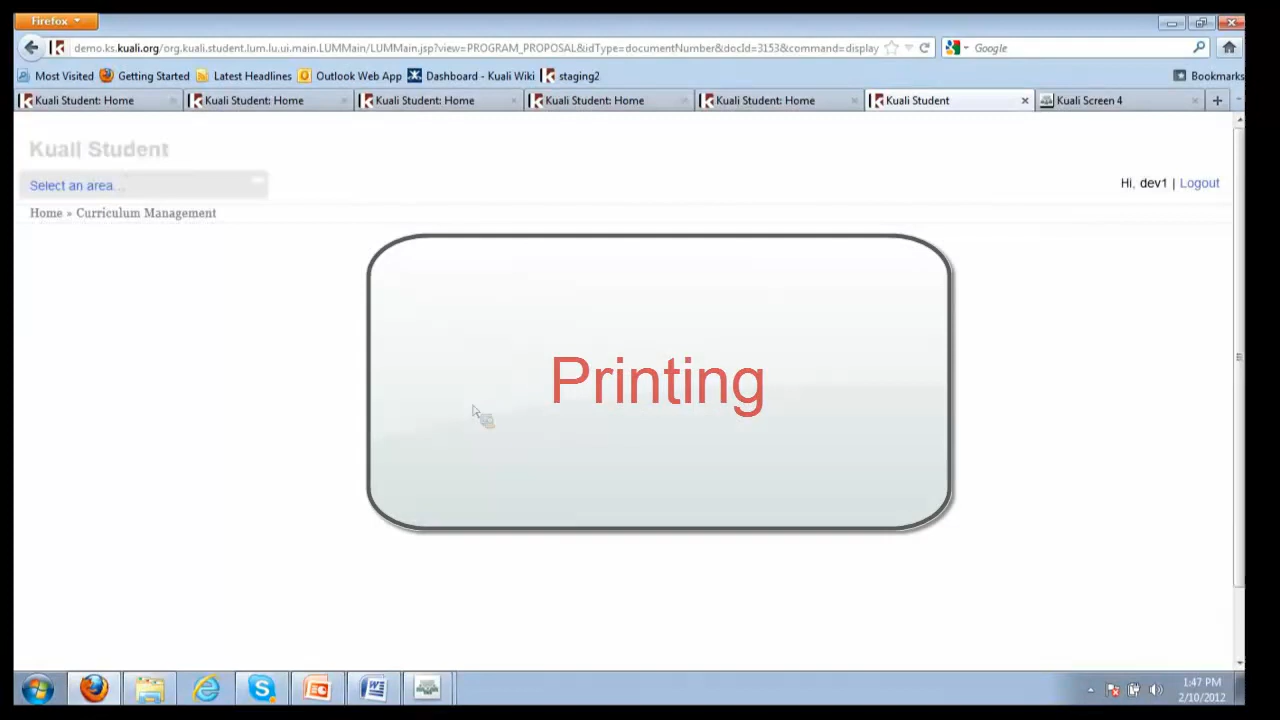 Firefox
demo.ks.kuali.org/org.kuali.student.lum.lu.ui.main.LUMMain/LUMMain.jsp?view=PROGRAM_PROPOSAL&idType=documentNumber&docId=3153&command=display
Google
Most Visited Getting Started Latest Headlines Outlook Web App Dashboard - Kuali Wiki staging2 Bookmarks
Kuali Student: Home Kuali Student: Home Kuali Student: Home Kuali Student: Home Kuali Student: Home Kuali Student Kuali Screen 4
Kuali Student
Select an area...
Hi, dev1 | Logout
Home » Curriculum Management
Printing
1:47 PM
2/10/2012